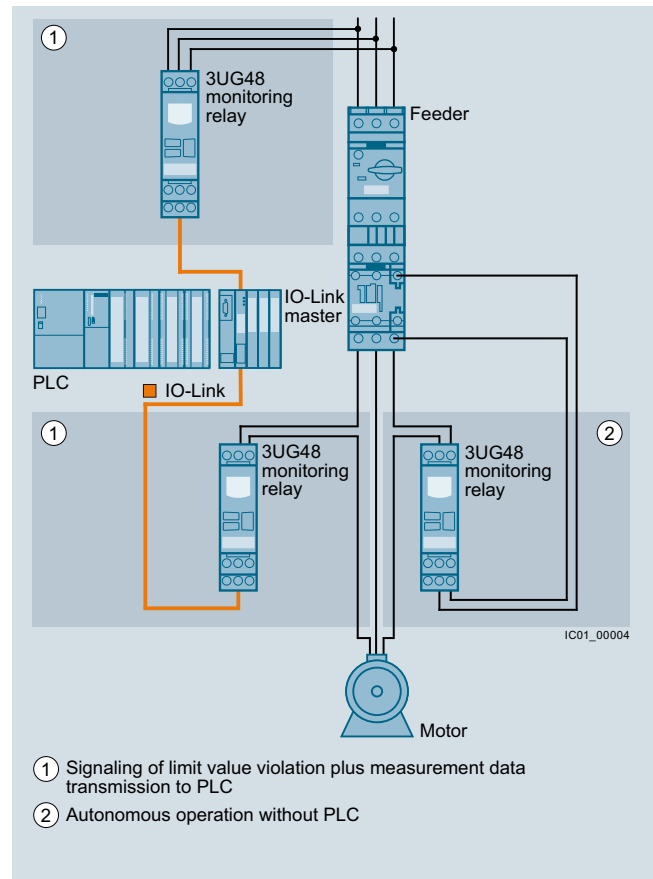 1
3UG48
monitoring
relay
Feeder
IO-Link
master
PLC
IO-Link
1
3UG48
monitoring
relay
2
3UG48
monitoring
relay
IC01_00004
Motor
1 Signaling of limit value violation plus measurement data
transmission to PLC
2 Autonomous operation without PLC